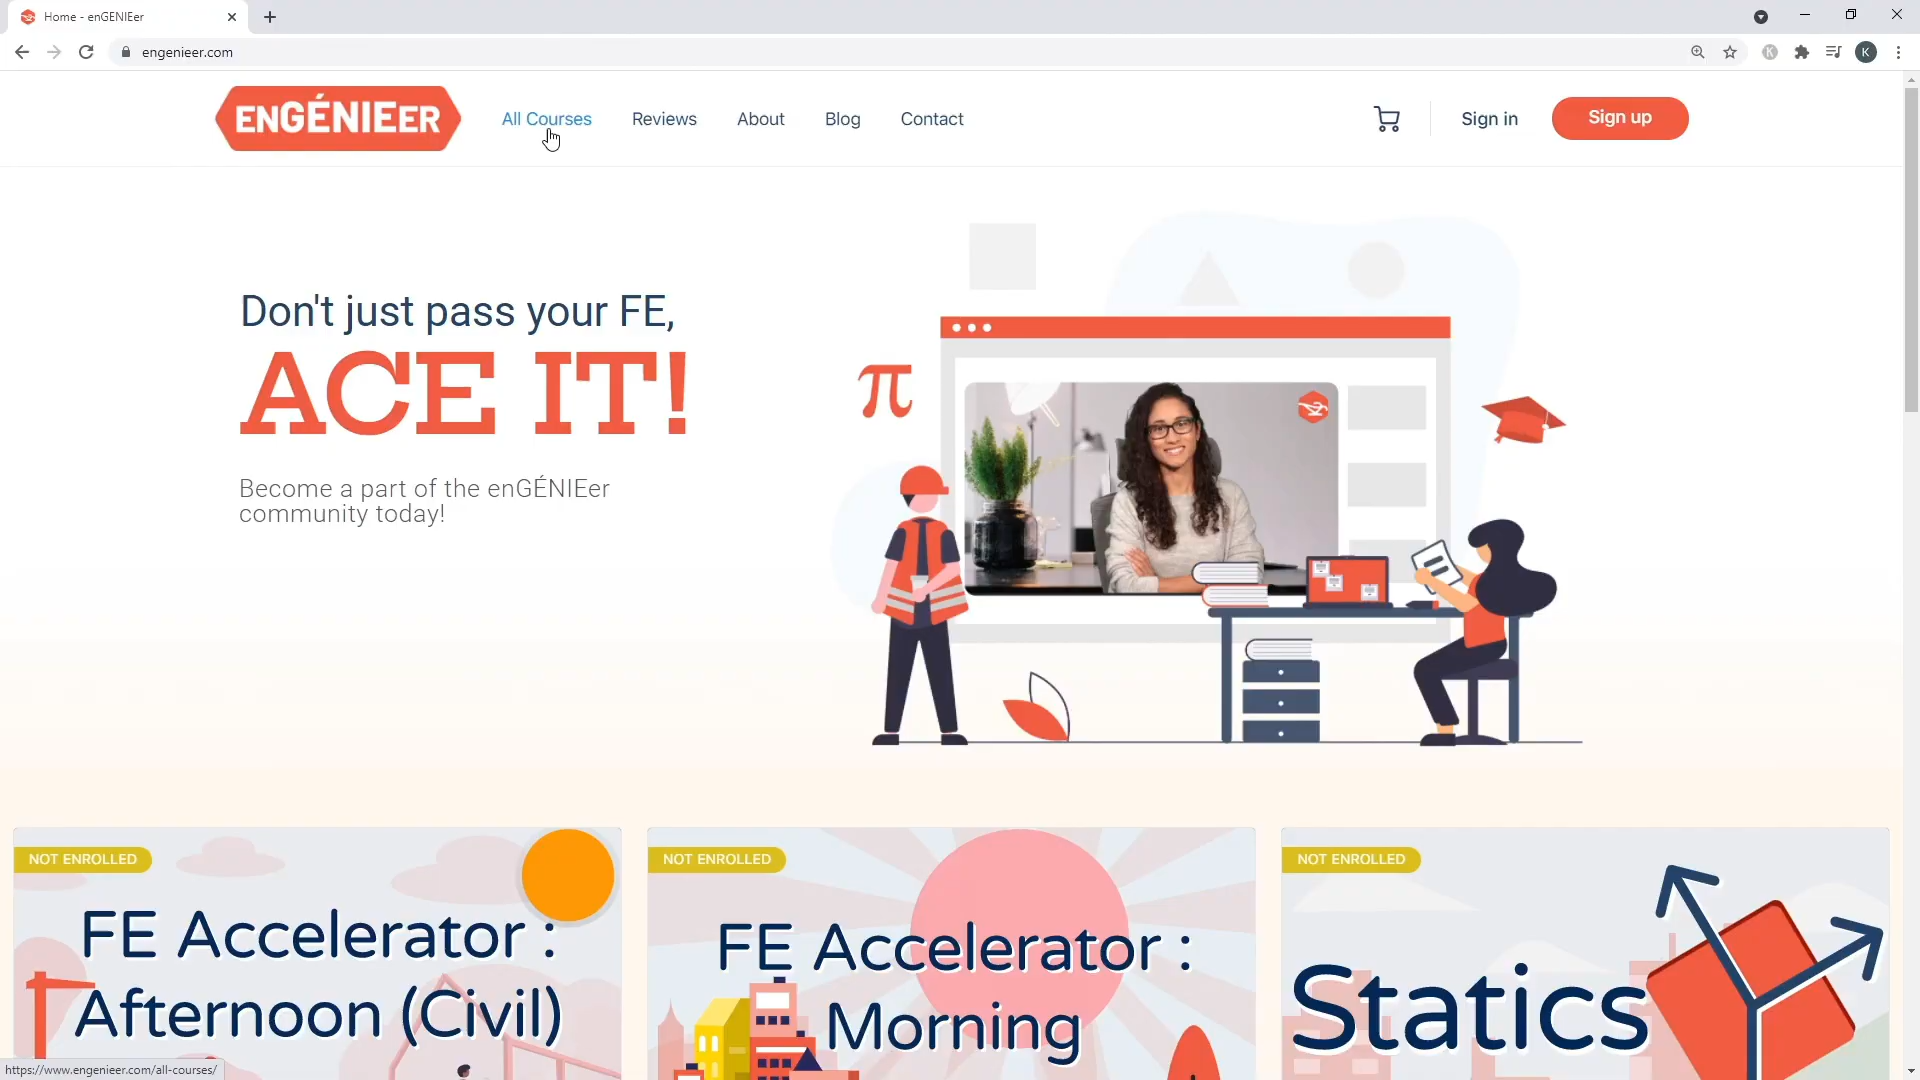 Home - enGENIEer
engenieer.com
K
K
ENGÉNIEER
All Courses
Reviews
About
Blog
Contact
Sign in
Sign up
Don't just pass your FE,
ACE IT!
Become a part of the enGÉNIEer
community today!
π
NOT ENROLLED
FE Accelerator :
Afternoon (Civil)
NOT ENROLLED
FE Accelerator :
Morning
NOT ENROLLED
Statics
https://www.engenieer.com/all-courses/